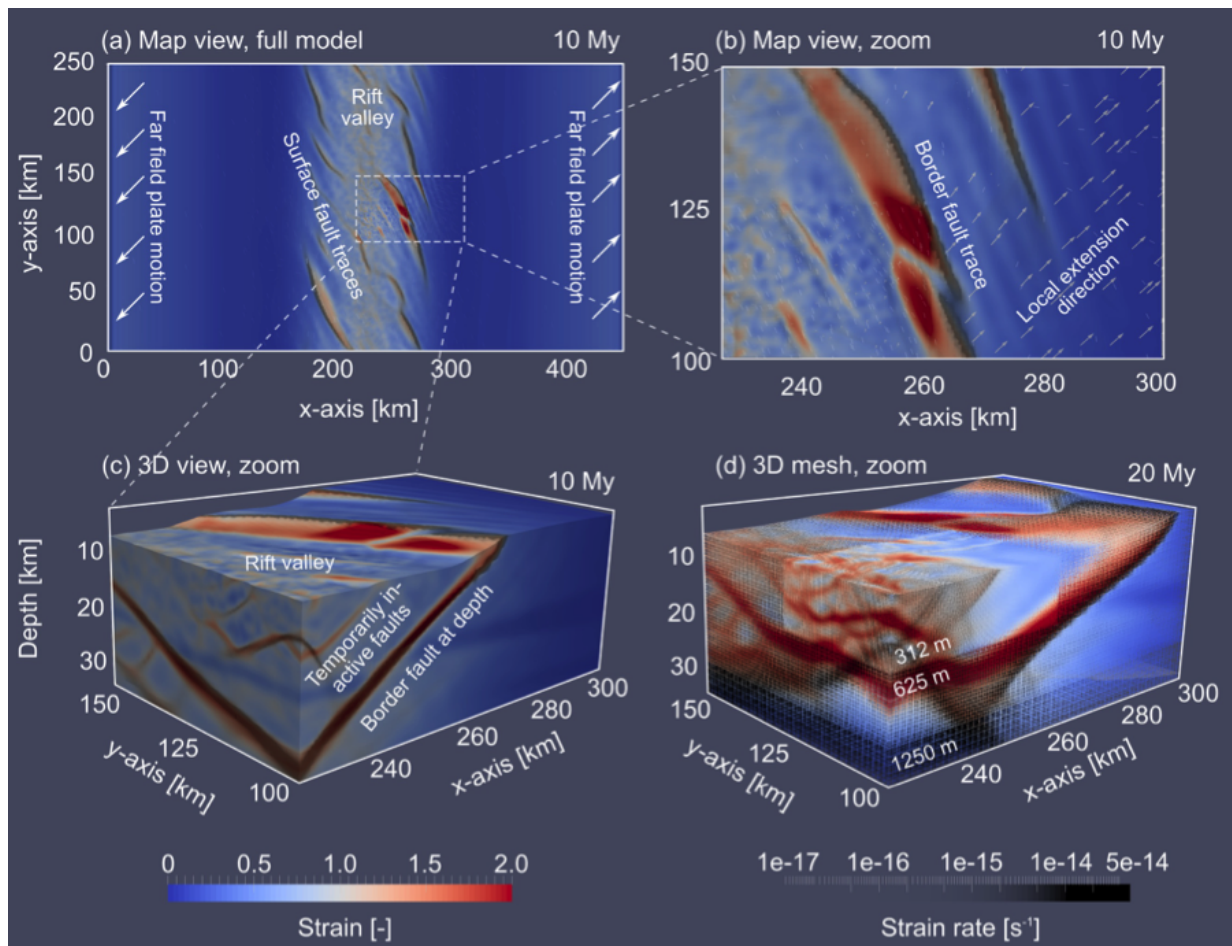 (a) Map view, full model 10 My
250
200
150
100
50
0
y-axis [km]
Far field plate motion
Surface fault traces
Rift
valley
Far field plate motion
0 100 200 300 400
x-axis [km]
(b) Map view, zoom 10 My
150
125
100
Border fault trace
Local extension
direction
240 260 280 300
x-axis [km]
(c) 3D view, zoom 10 My
Depth [km]
10
20
30
Rift valley
Temporarily in-
active faults
Border fault at depth
150
125
100
y-axis [km]
240
260
280
300
x-axis [km]
(d) 3D mesh, zoom 20 My
10
20
30
312 m
625 m
1250 m
150
125
100
y-axis [km]
240
260
280
300
x-axis [km]
0 0.5 1.0 1.5 2.0
Strain [-]
1e-17 1e-16 1e-15 1e-14 5e-14
Strain rate [s⁻¹]